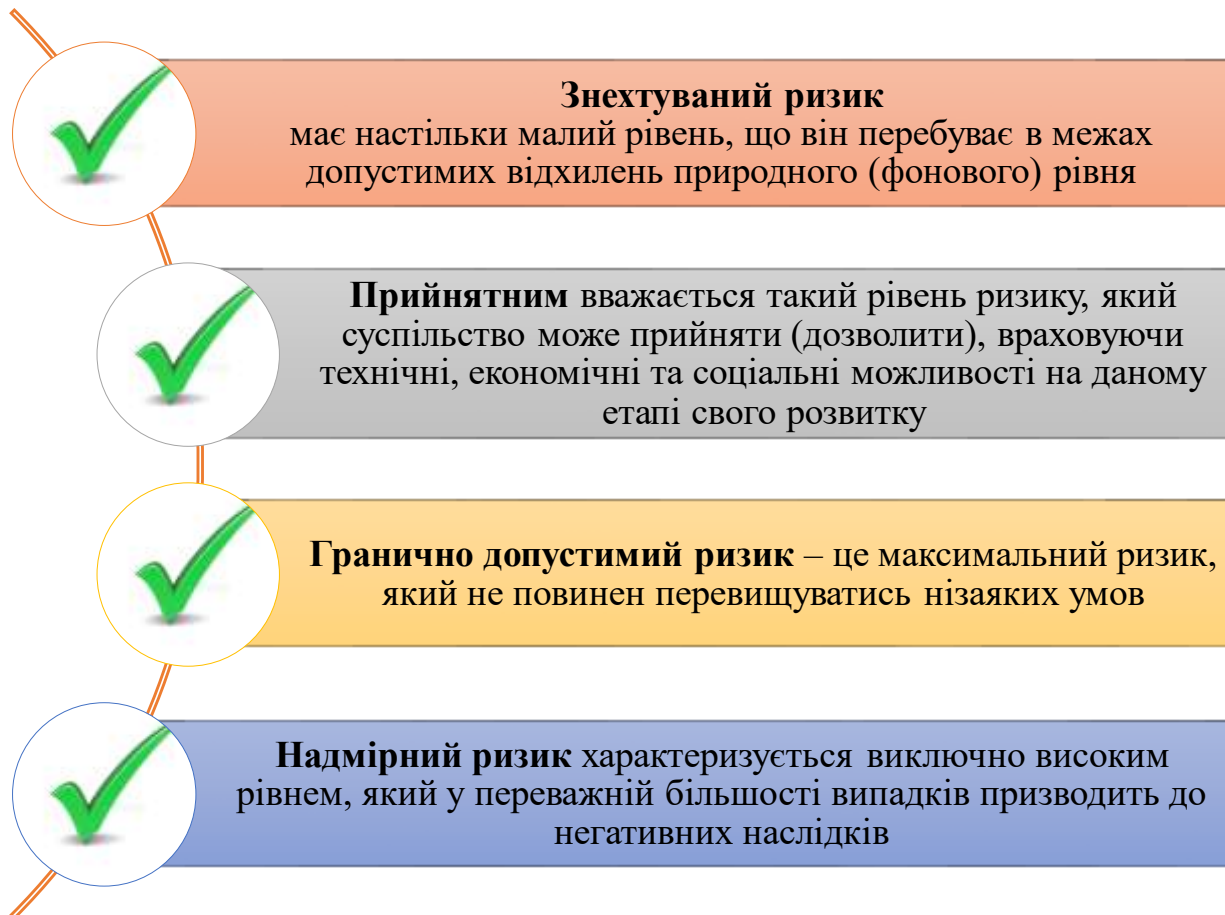 Знехтуваний ризик
має настільки малий рівень, що він перебуває в межах
допустимих відхилень природного (фонового) рівня
Прийнятним вважається такий рівень ризику, який
суспільство може прийняти (дозволити), враховуючи
технічні, економічні та соціальні можливості на даному
етапі свого розвитку
Гранично допустимий ризик – це максимальний ризик,
який не повинен перевищуватись нізаяких умов
Надмірний ризик характеризується виключно високим
рівнем, який у переважній більшості випадків призводить до
негативних наслідків